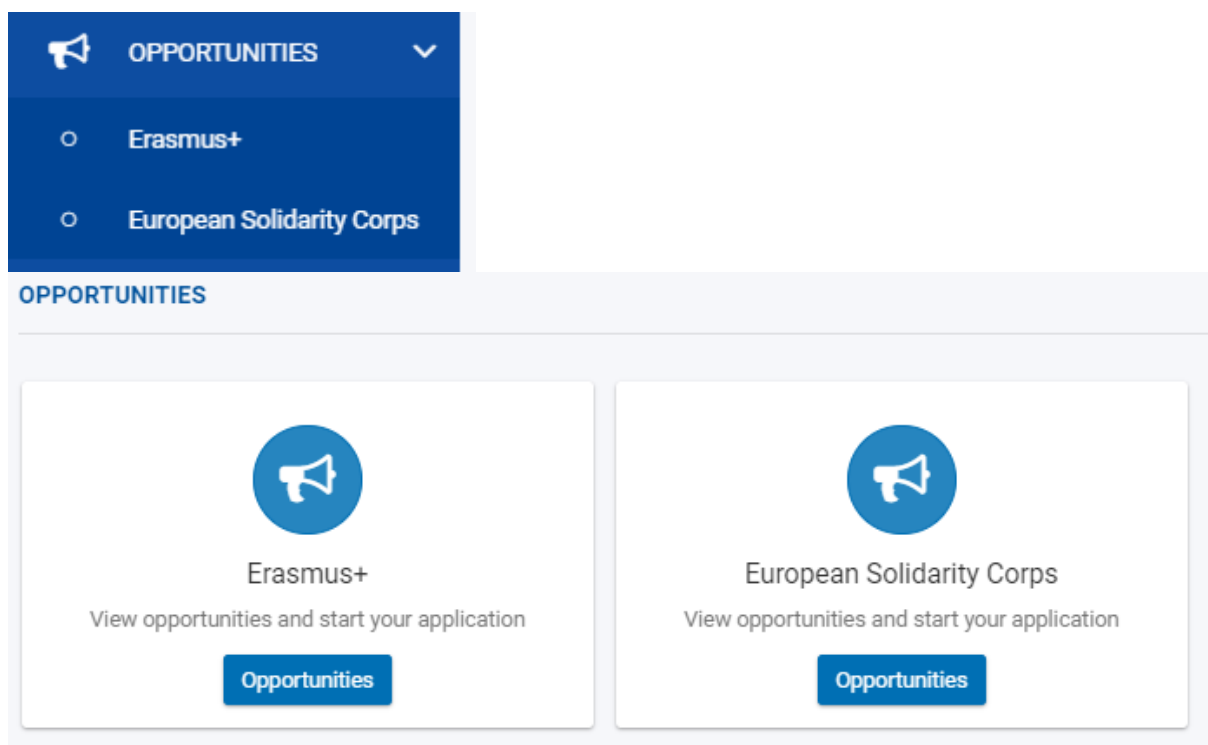 OPPORTUNITIES
Erasmus+
European Solidarity Corps
OPPORTUNITIES
Erasmus+
View opportunities and start your application
Opportunities
European Solidarity Corps
View opportunities and start your application
Opportunities